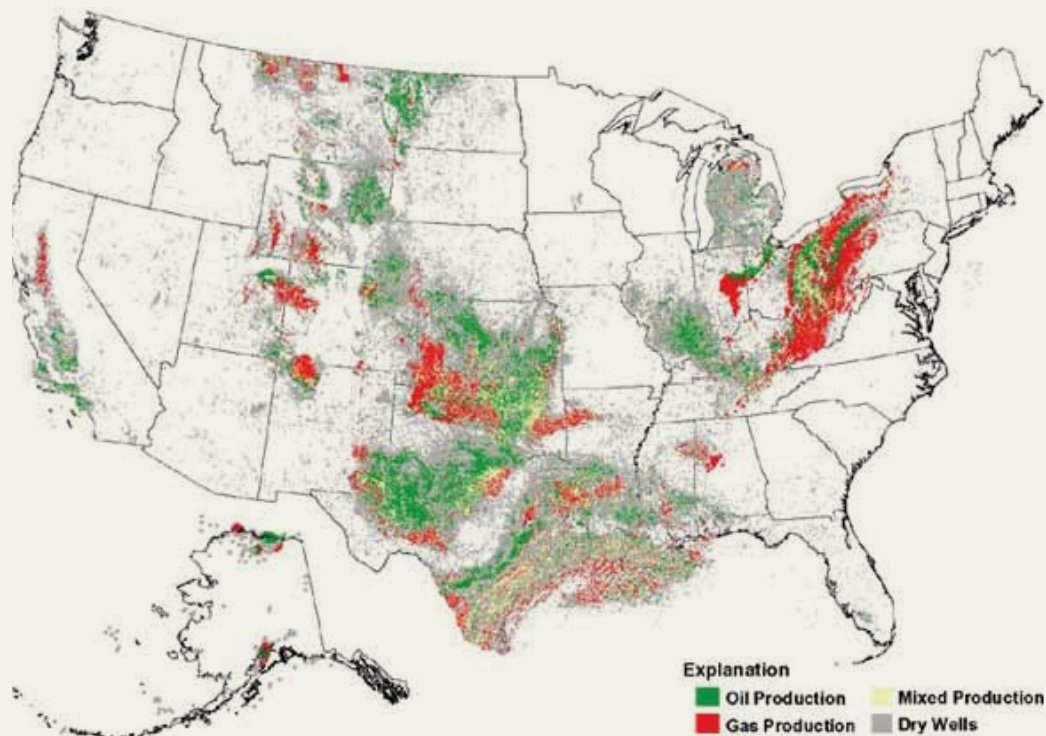 Explanation
Oil Production
Mixed Production
Gas Production
Dry Wells